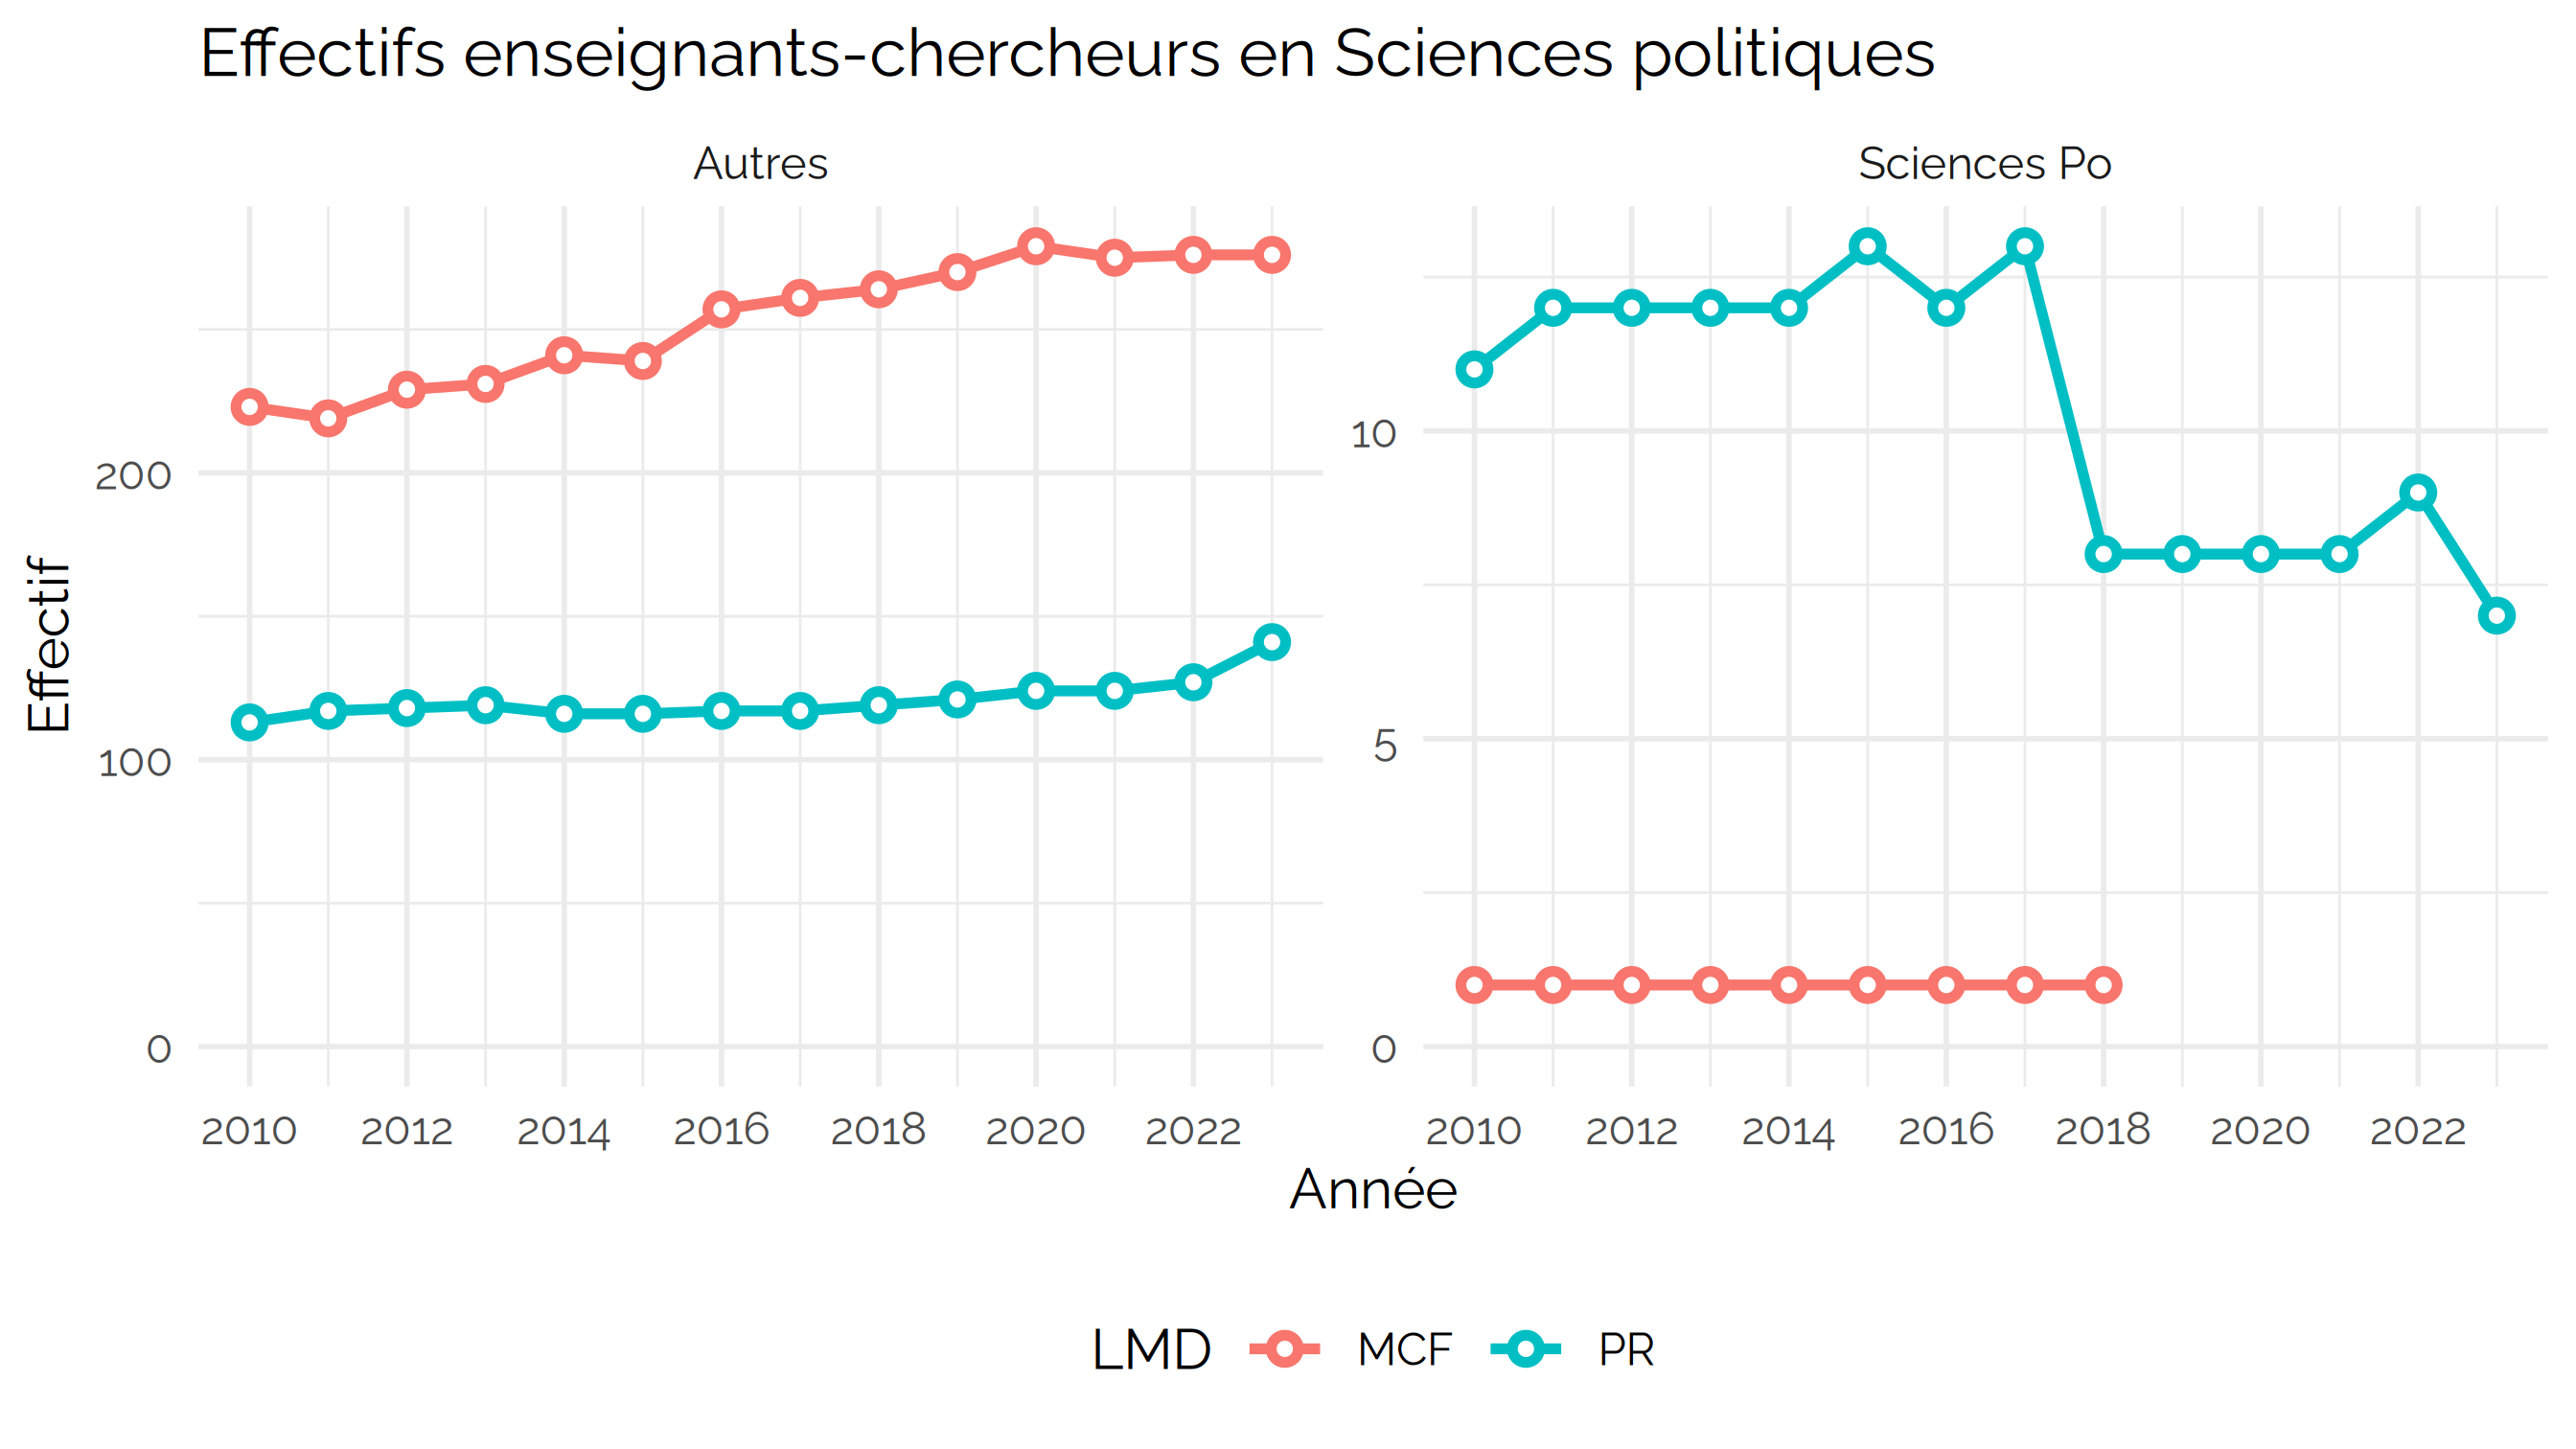 Effectifs enseignants-chercheurs en Sciences politiques
Autres
Sciences Po
Effectif
200
100
0
10
5
0
2010 2012 2014 2016 2018 2020 2022
2010 2012 2014 2016 2018 2020 2022
Année
LMD MCF PR